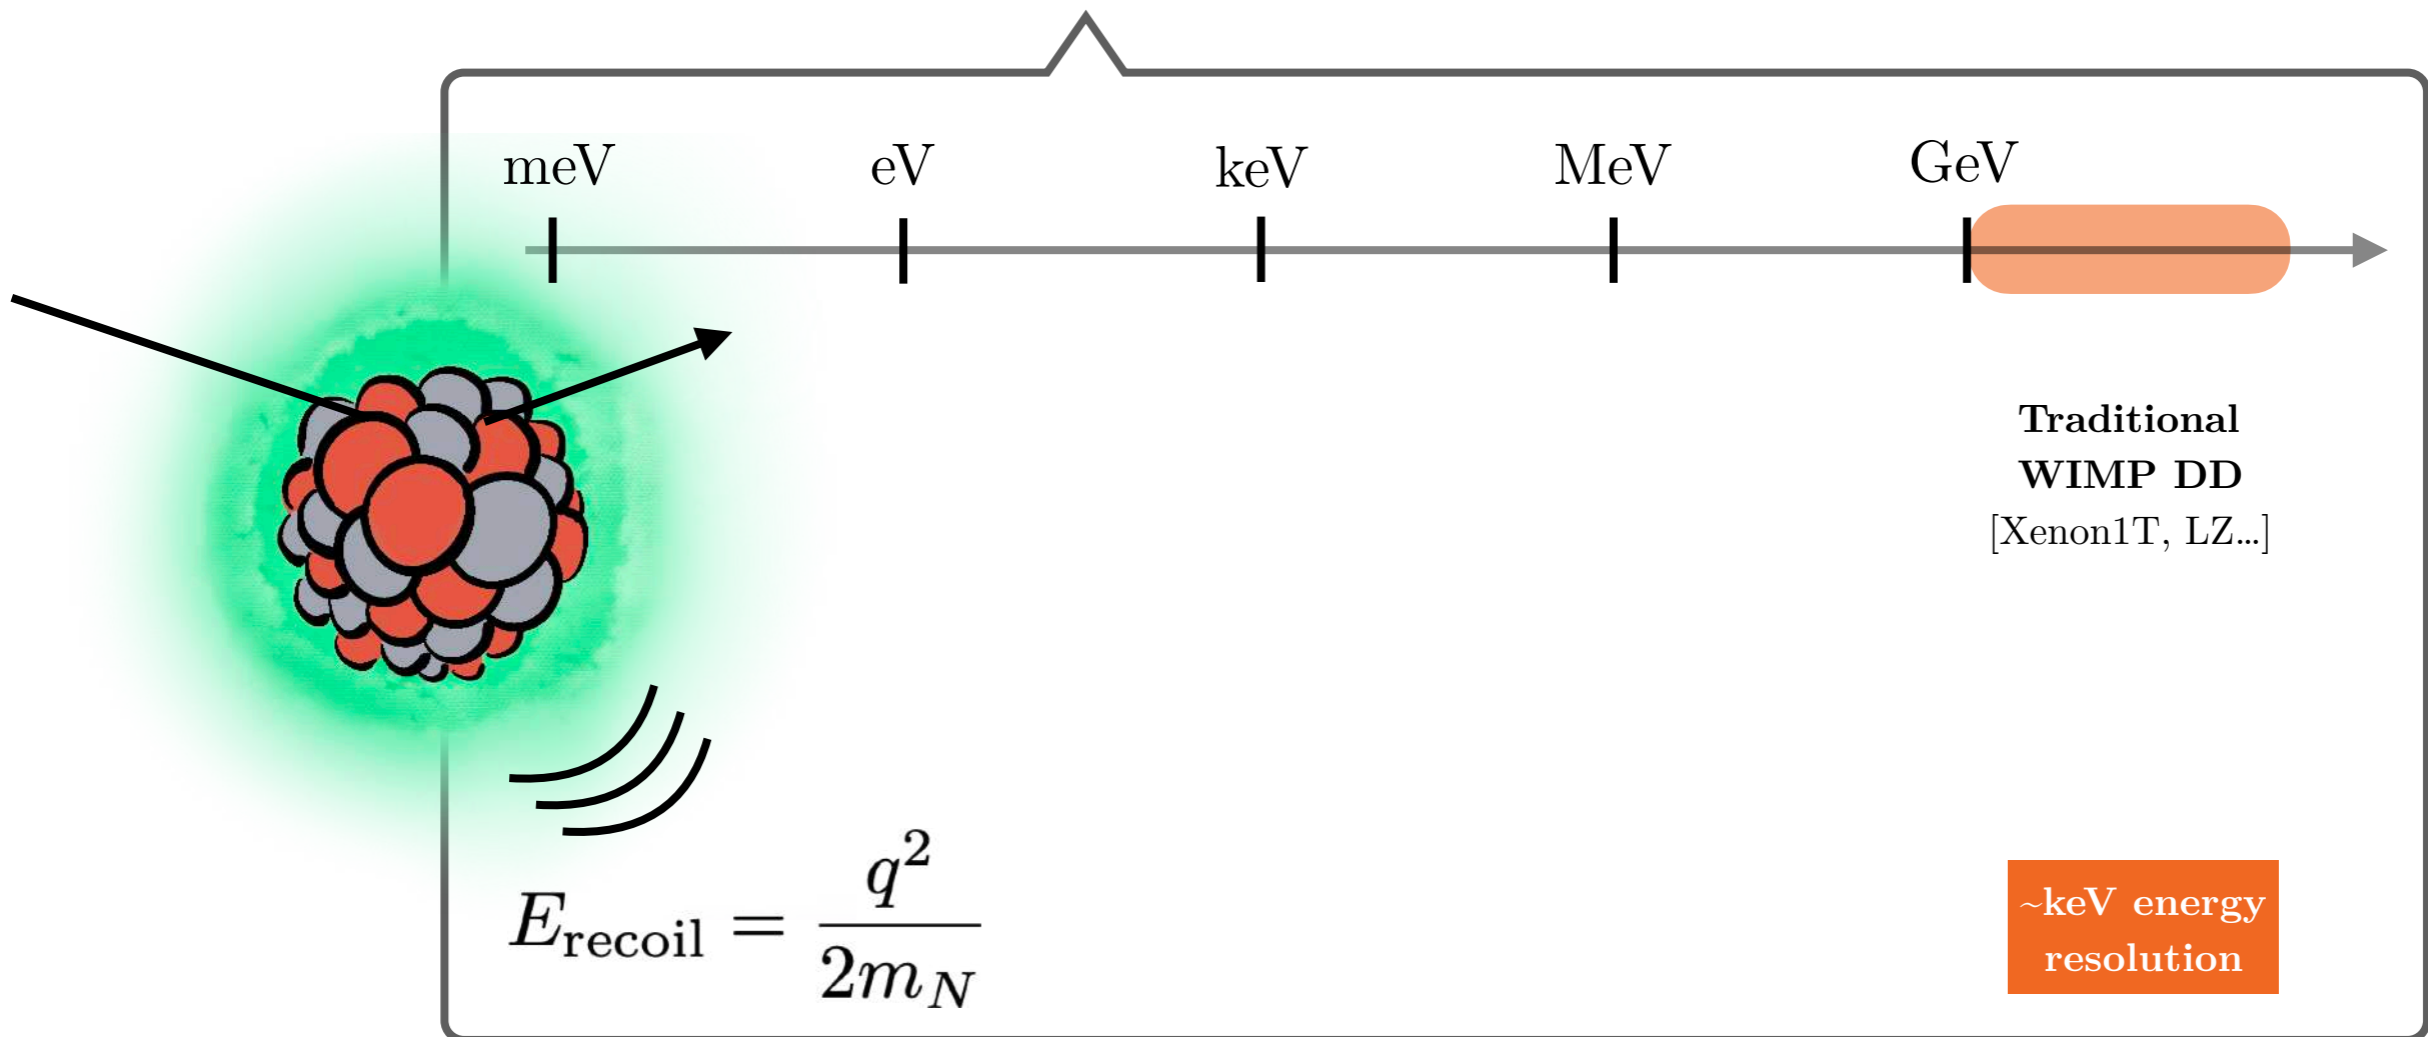 meV eV keV MeV GeV
Traditional
WIMP DD
[Xenon1T, LZ…]
E_recoil = q^2 / 2m_N
~keV energy
resolution